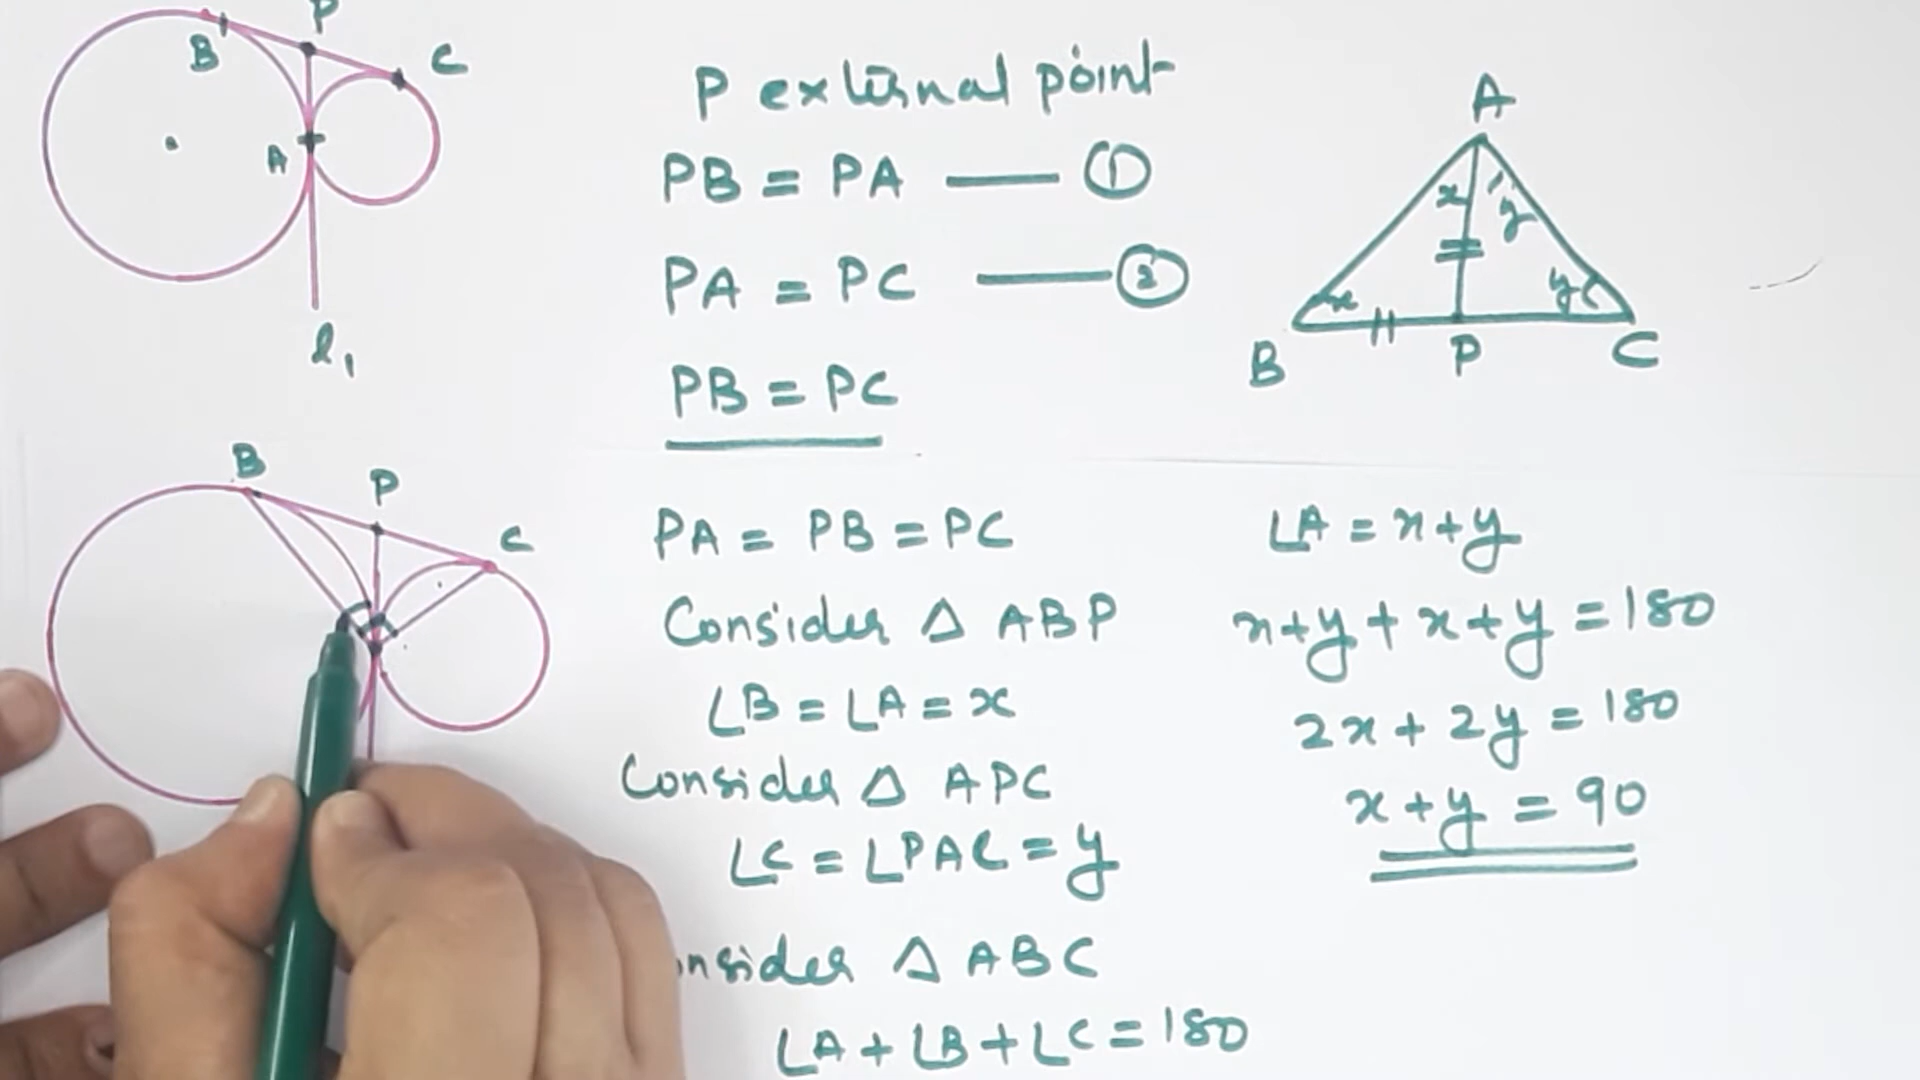 P
B
C
A
l₁
P external point
PB = PA — ①
PA = PC — ②
PB = PC
A
x
y
x
y
B
P
C
B
P
C
PA = PB = PC
Consider △ ABP
∠B = ∠A = x
Consider △ APC
∠C = ∠PAC = y
nsider △ ABC
∠A + ∠B + ∠C = 180
∠A = x+y
x+y + x+y = 180
2x + 2y = 180
x + y = 90